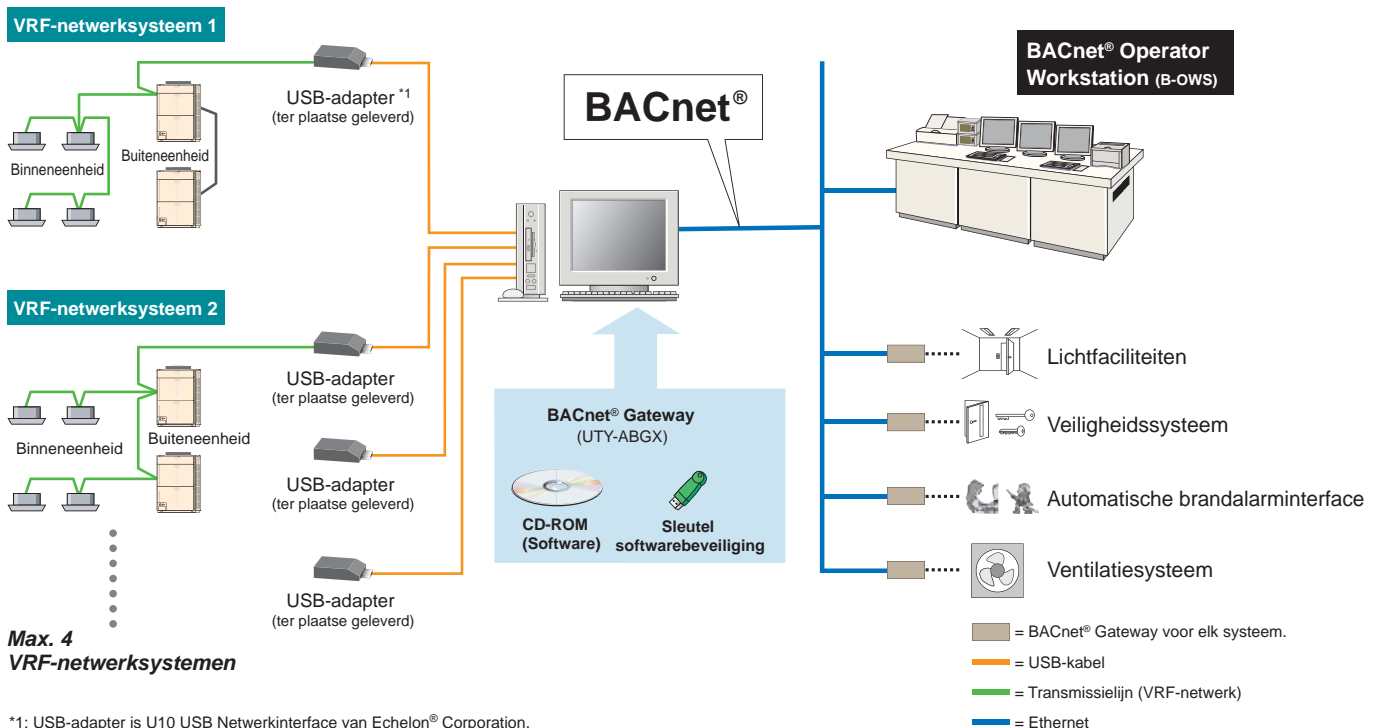 VRF-netwerksysteem 1
USB-adapter *1
(ter plaatse geleverd)
Binneneenheid
Buiteneenheid
BACnet®
BACnet® Operator
Workstation (B-OWS)
VRF-netwerksysteem 2
USB-adapter
(ter plaatse geleverd)
Binneneenheid
Buiteneenheid
USB-adapter
(ter plaatse geleverd)
USB-adapter
(ter plaatse geleverd)
Max. 4
VRF-netwerksystemen
BACnet® Gateway
(UTY-ABGX)
CD-ROM
(Software)
Sleutel
softwarebeveiliging
Lichtfaciliteiten
Veiligheidssysteem
Automatische brandalarminterface
Ventilatiesysteem
= BACnet® Gateway voor elk systeem.
= USB-kabel
= Transmissielijn (VRF-netwerk)
= Ethernet
*1: USB-adapter is U10 USB Netwerkinterface van Echelon® Corporation.